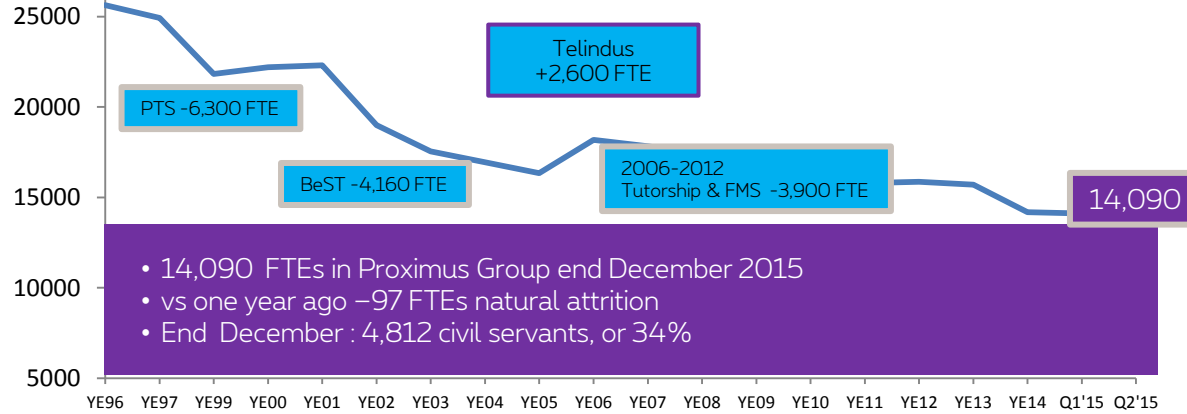 25000
Telindus
+2,600 FTE
20000
PTS -6,300 FTE
2006-2012
Tutorship & FMS -3,900 FTE
BeST -4,160 FTE
15000
14,090
• 14,090 FTEs in Proximus Group end December 2015
10000
• vs one year ago –97 FTEs natural attrition
• End December : 4,812 civil servants, or 34%
5000
YE96 YE97 YE99 YE00 YE01 YE02 YE03 YE04 YE05 YE06 YE07 YE08 YE09 YE10 YE11 YE12 YE13 YE14 Q1'15 Q2'15